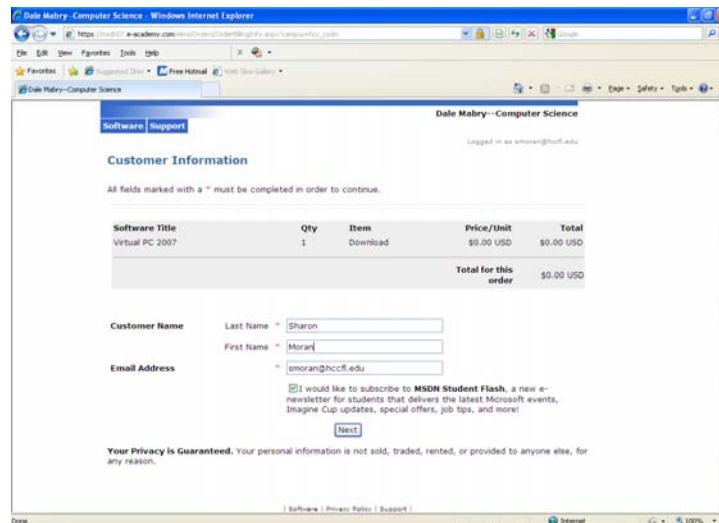 Dale Mabry--Computer Science - Windows Internet Explorer
File Edit View Favorites Tools Help
Favorites Suggested Sites Free Hotmail Web Slice Gallery
Dale Mabry--Computer Science
Page Safety Tools
Dale Mabry--Computer Science
Software Support
Logged in as smoran@hccfl.edu
Customer Information
All fields marked with a * must be completed in order to continue.
Software Title Qty Item Price/Unit Total
Virtual PC 2007 1 Download $0.00 USD $0.00 USD
Total for this order $0.00 USD
Customer Name Last Name * Sharon
First Name * Moran
Email Address * smoran@hccfl.edu
I would like to subscribe to MSDN Student Flash, a new e-
newsletter for students that delivers the latest Microsoft events,
Imagine Cup updates, special offers, job tips, and more!
Next
Your Privacy is Guaranteed. Your personal information is not sold, traded, rented, or provided to anyone else, for
any reason.
| Software | Privacy Policy | Support |
Done Internet 100%